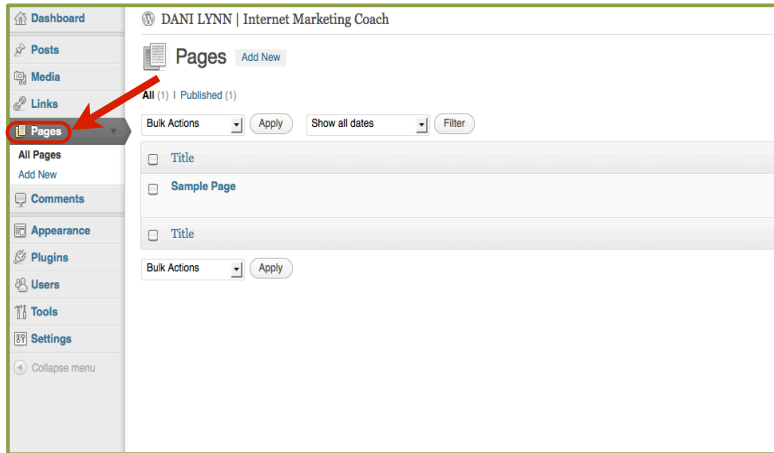 Dashboard
Posts
Media
Links
Pages
All Pages
Add New
Comments
Appearance
Plugins
Users
Tools
Settings
Collapse menu
DANI LYNN | Internet Marketing Coach
Pages Add New
All (1) | Published (1)
Bulk Actions Apply Show all dates Filter
Title
Sample Page
Title
Bulk Actions Apply